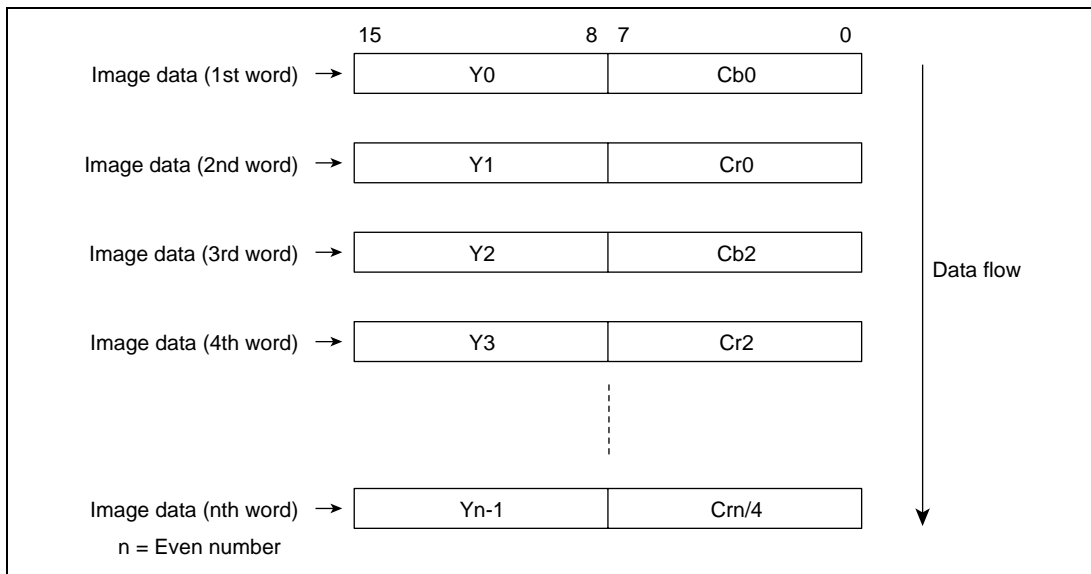 15 8 7 0
Image data (1st word) → Y0 Cb0
Image data (2nd word) → Y1 Cr0
Image data (3rd word) → Y2 Cb2
Data flow
Image data (4th word) → Y3 Cr2
Image data (nth word) → Yn-1 Crn/4
n = Even number